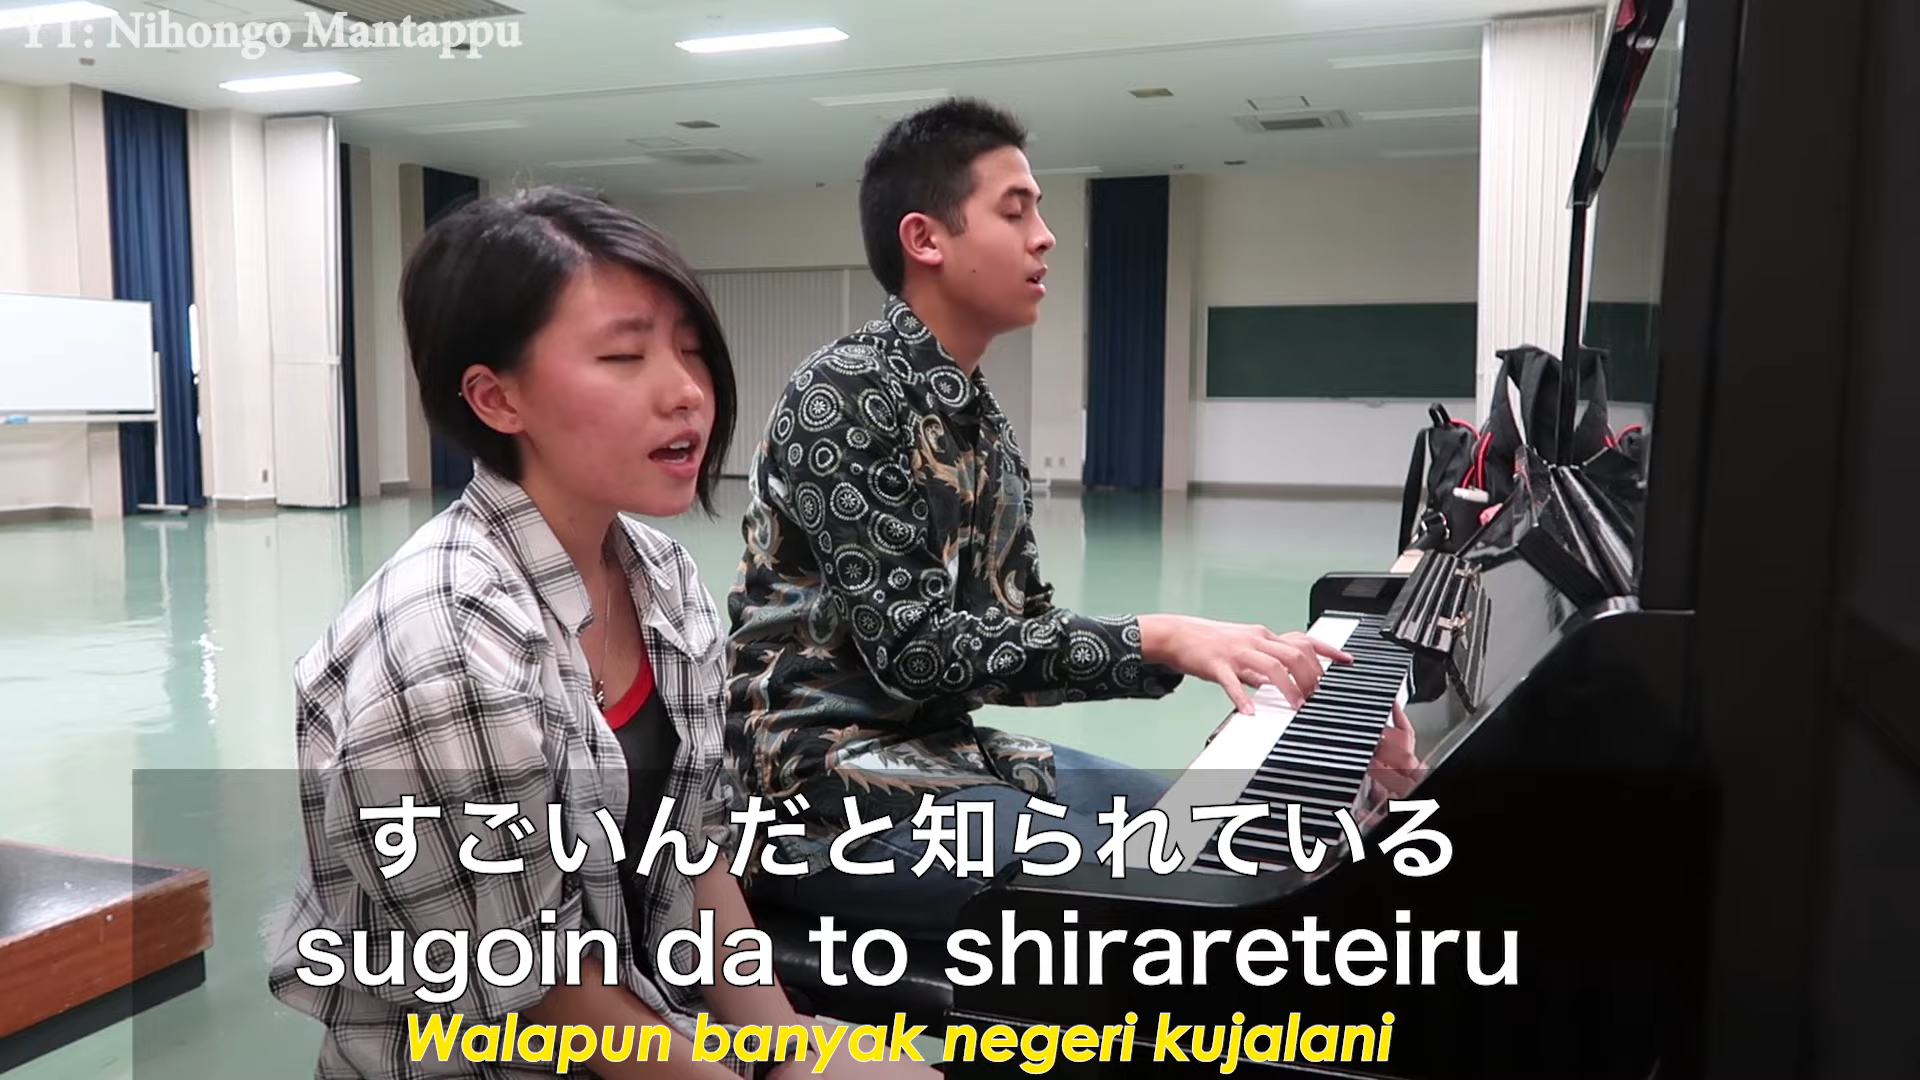 YT: Nihongo Mantappu
すごいんだと知られている
sugoin da to shirareteiru
Walapun banyak negeri kujalani